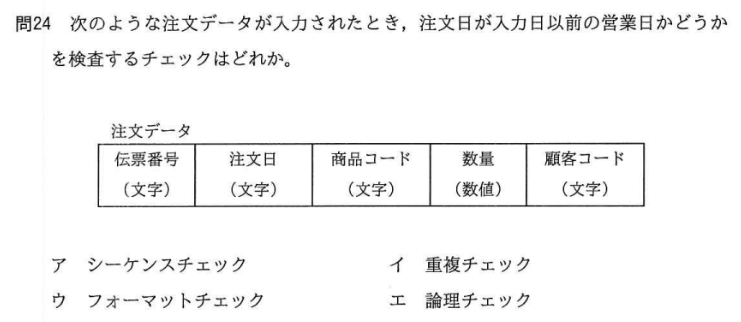 問24 次のような注文データが入力されたとき，注文日が入力日以前の営業日かどうか
を検査するチェックはどれか。
注文データ
伝票番号 注文日 商品コード 数量 顧客コード
（文字） （文字） （文字） （数値） （文字）
ア シーケンスチェック イ 重複チェック
ウ フォーマットチェック エ 論理チェック